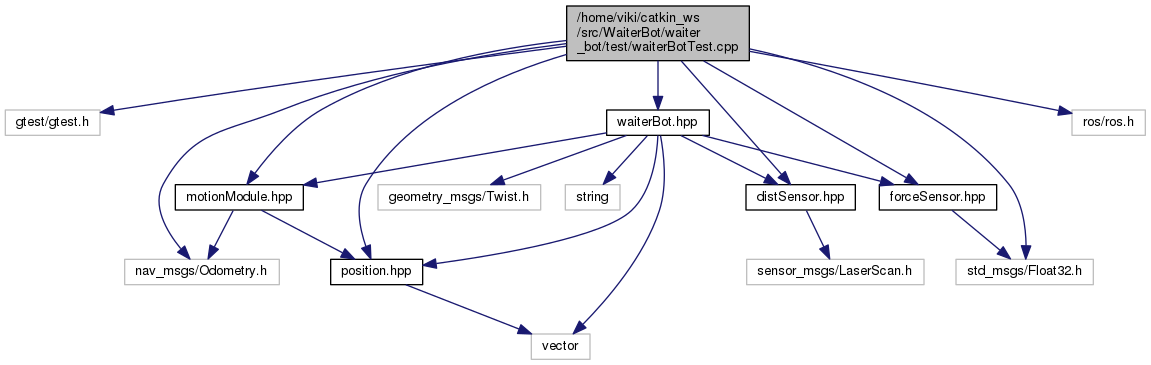 /home/viki/catkin_ws
/src/WaiterBot/waiter
_bot/test/waiterBotTest.cpp
gtest/gtest.h
waiterBot.hpp
ros/ros.h
motionModule.hpp
geometry_msgs/Twist.h
string
distSensor.hpp
forceSensor.hpp
nav_msgs/Odometry.h
position.hpp
sensor_msgs/LaserScan.h
std_msgs/Float32.h
vector